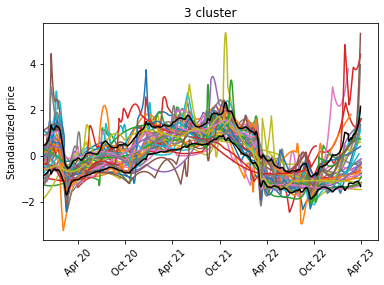 3 cluster
Standardized price
4
2
0
−2
Apr 20
Oct 20
Apr 21
Oct 21
Apr 22
Oct 22
Apr 23